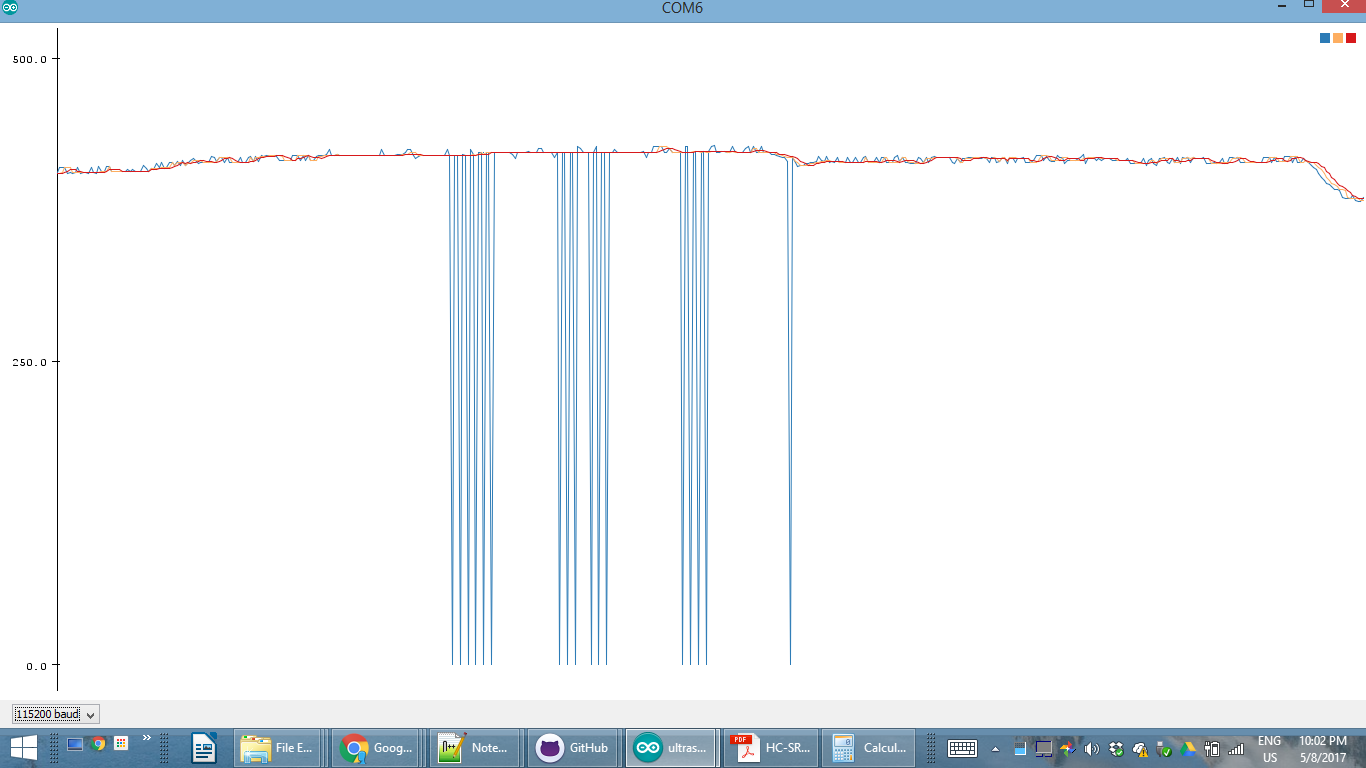 COM6
500.0
250.0
0.0
115200 baud
File E...
Goog...
Note...
GitHub
ultras...
PDF
HC-SR...
Calcul...
ENG
US
10:02 PM
5/8/2017